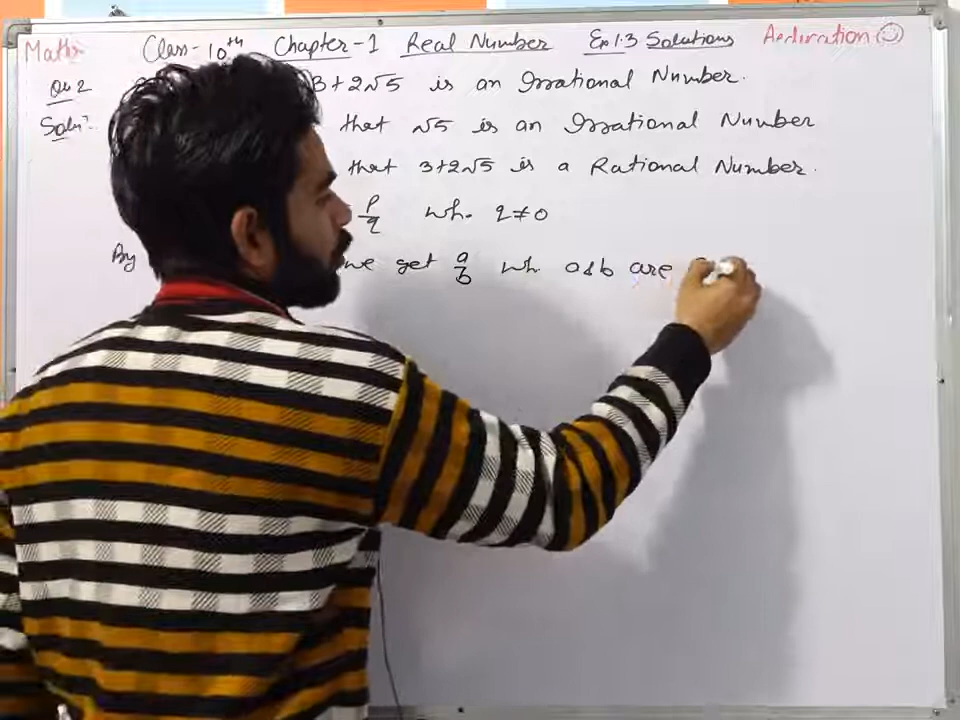 Maths Class-10th Chapter-1 Real Number Ex 1.3 Solutions Aeducation
Qu 2 3+2√5 is an Irrational Number.
Soln: that √5 is an Irrational Number
that 3+2√5 is a Rational Number.
p/q wh. q≠0
By we get a/b wh. a&b are